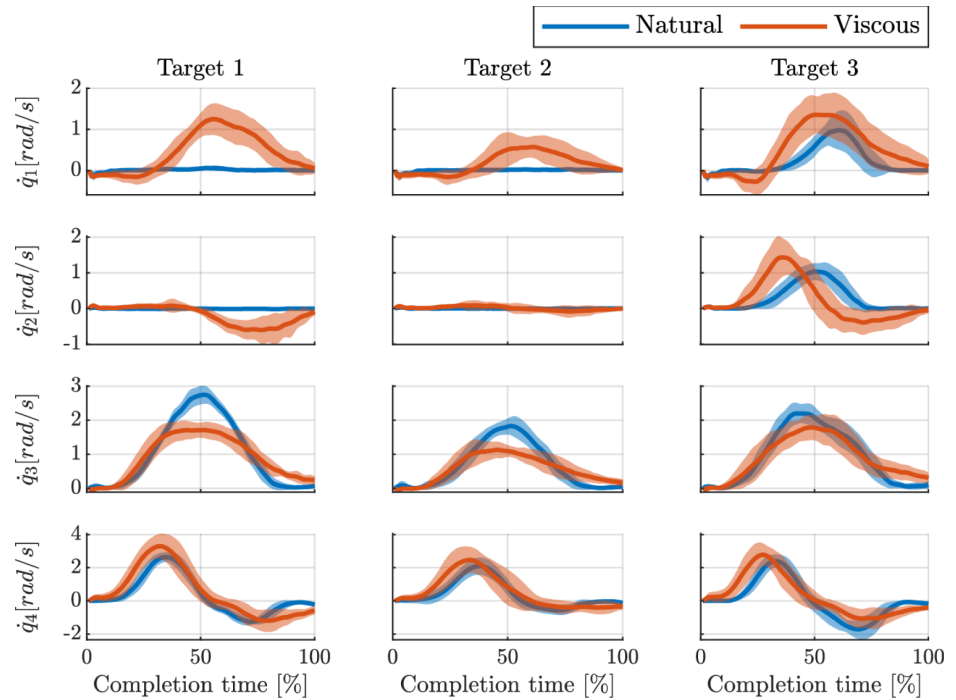 Natural Viscous
Target 1 Target 2 Target 3
q̇₁[rad/s]
2
1
0
q̇₂[rad/s]
2
1
0
-1
q̇₃[rad/s]
3
2
1
0
q̇₄[rad/s]
4
2
0
-2
0 50 100 0 50 100 0 50 100
Completion time [%] Completion time [%] Completion time [%]